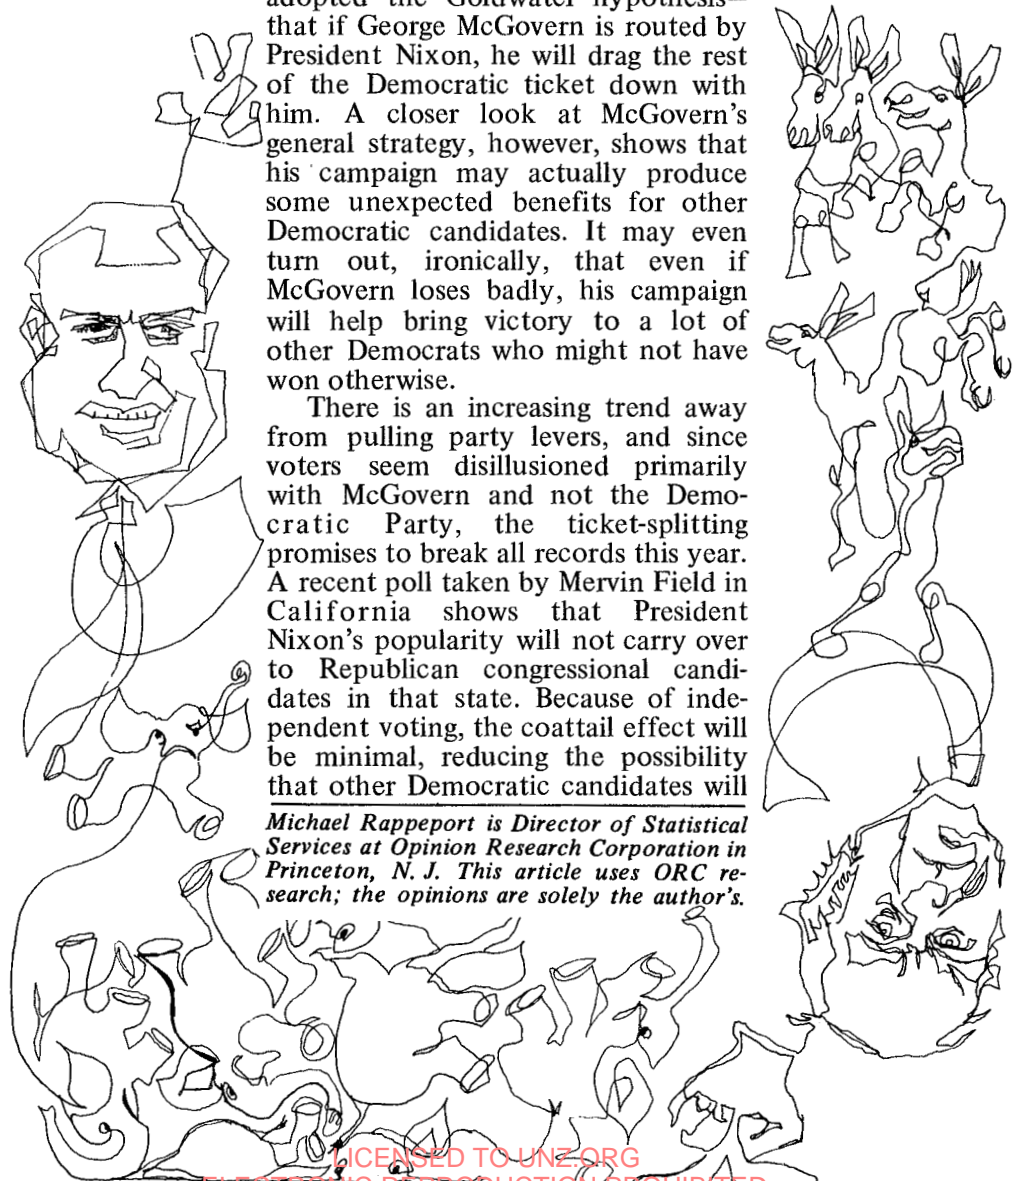 adopted the Goldwater hypothesis—
that if George McGovern is routed by
President Nixon, he will drag the rest
of the Democratic ticket down with
him. A closer look at McGovern's
general strategy, however, shows that
his campaign may actually produce
some unexpected benefits for other
Democratic candidates. It may even
turn out, ironically, that even if
McGovern loses badly, his campaign
will help bring victory to a lot of
other Democrats who might not have
won otherwise.
There is an increasing trend away
from pulling party levers, and since
voters seem disillusioned primarily
with McGovern and not the Demo-
cratic Party, the ticket-splitting
promises to break all records this year.
A recent poll taken by Mervin Field in
California shows that President
Nixon's popularity will not carry over
to Republican congressional candi-
dates in that state. Because of inde-
pendent voting, the coattail effect will
be minimal, reducing the possibility
that other Democratic candidates will
Michael Rappeport is Director of Statistical
Services at Opinion Research Corporation in
Princeton, N. J. This article uses ORC re-
search; the opinions are solely the author's.
LICENSED TO UNZ.ORG
ELECTRONIC REPRODUCTION PROHIBITED